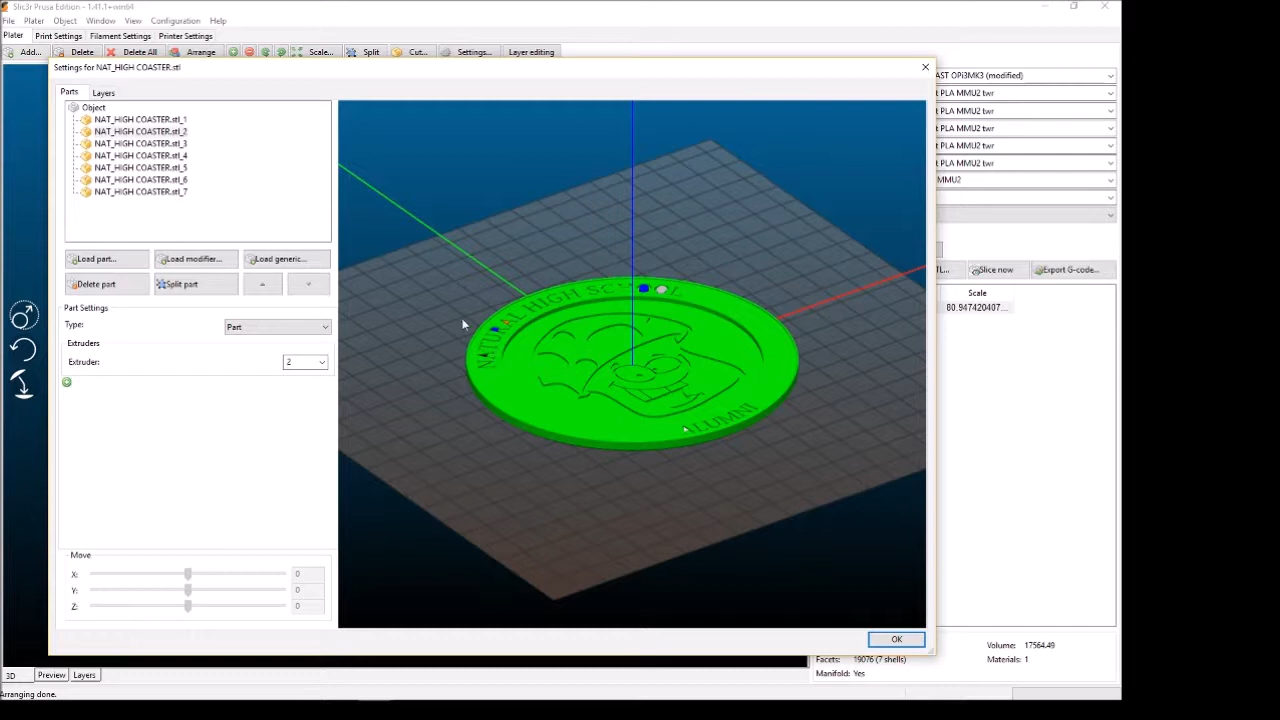 Slic3r Prusa Edition - 1.41.1+win64
File Plater Object Window View Configuration Help
Plater Print Settings Filament Settings Printer Settings
Add... Delete Delete All Arrange Scale... Split Cut... Settings... Layer editing
Settings for NAT_HIGH COASTER.stl
Parts Layers
Object
NAT_HIGH COASTER.stl_1
NAT_HIGH COASTER.stl_2
NAT_HIGH COASTER.stl_3
NAT_HIGH COASTER.stl_4
NAT_HIGH COASTER.stl_5
NAT_HIGH COASTER.stl_6
NAT_HIGH COASTER.stl_7
Load part... Load modifier... Load generic...
Delete part Split part
Part Settings
Type: Part
Extruders
Extruder: 2
Move
X: 0
Y: 0
Z: 0
NATURAL HIGH SCHOOL
ALUMNI
OK
AST OPi3MK3 (modified)
t PLA MMU2 twr
t PLA MMU2 twr
t PLA MMU2 twr
t PLA MMU2 twr
t PLA MMU2 twr
MMU2
TL... Slice now Export G-code...
Scale
80.947420407...
Volume: 17564.49
Facets: 19076 (7 shells) Materials: 1
Manifold: Yes
3D Preview Layers
Arranging done.